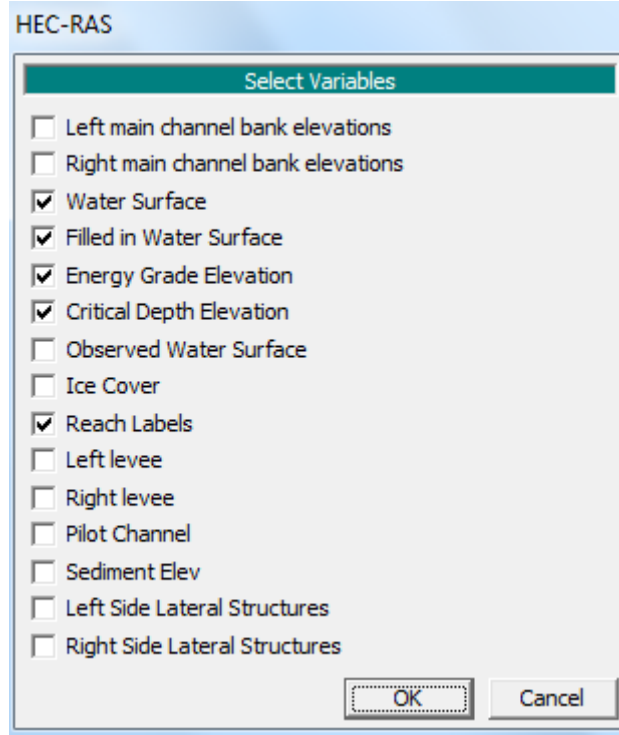 HEC-RAS
Select Variables
Left main channel bank elevations
Right main channel bank elevations
Water Surface
Filled in Water Surface
Energy Grade Elevation
Critical Depth Elevation
Observed Water Surface
Ice Cover
Reach Labels
Left levee
Right levee
Pilot Channel
Sediment Elev
Left Side Lateral Structures
Right Side Lateral Structures
OK Cancel